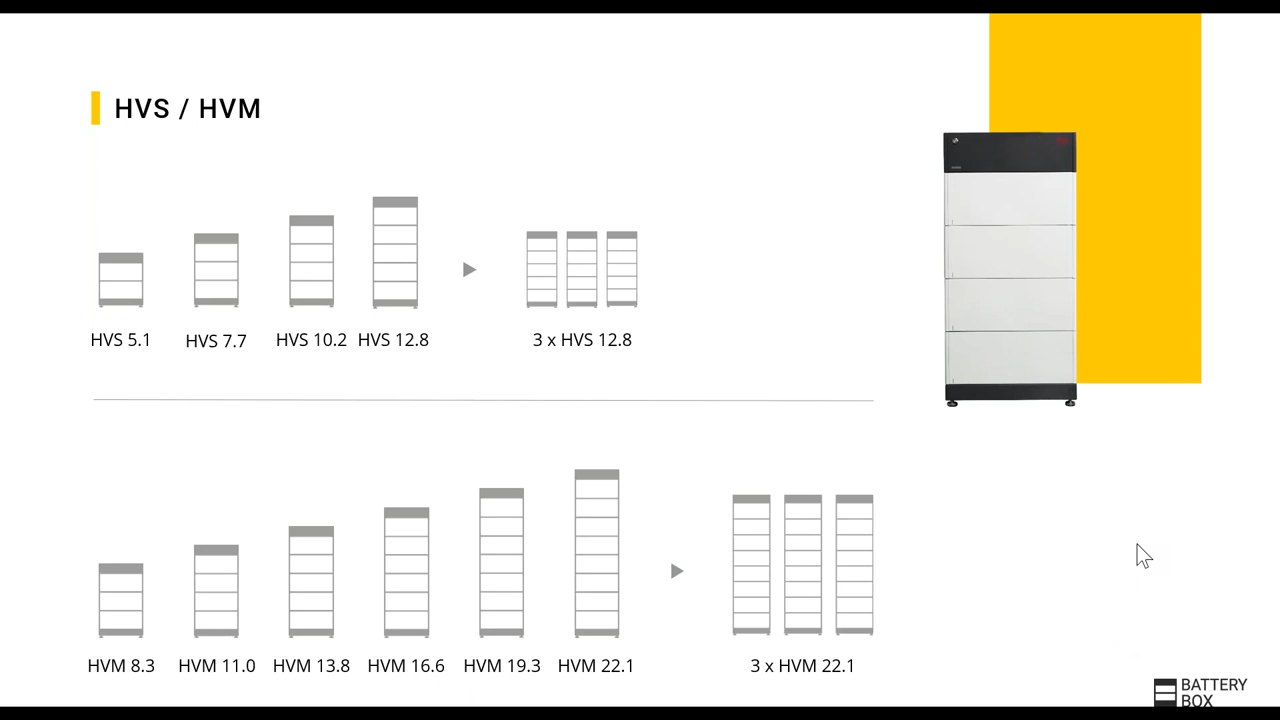 HVS / HVM
HVS 5.1
HVS 7.7
HVS 10.2
HVS 12.8
3 x HVS 12.8
HVM 8.3
HVM 11.0
HVM 13.8
HVM 16.6
HVM 19.3
HVM 22.1
3 x HVM 22.1
BATTERY
BOX